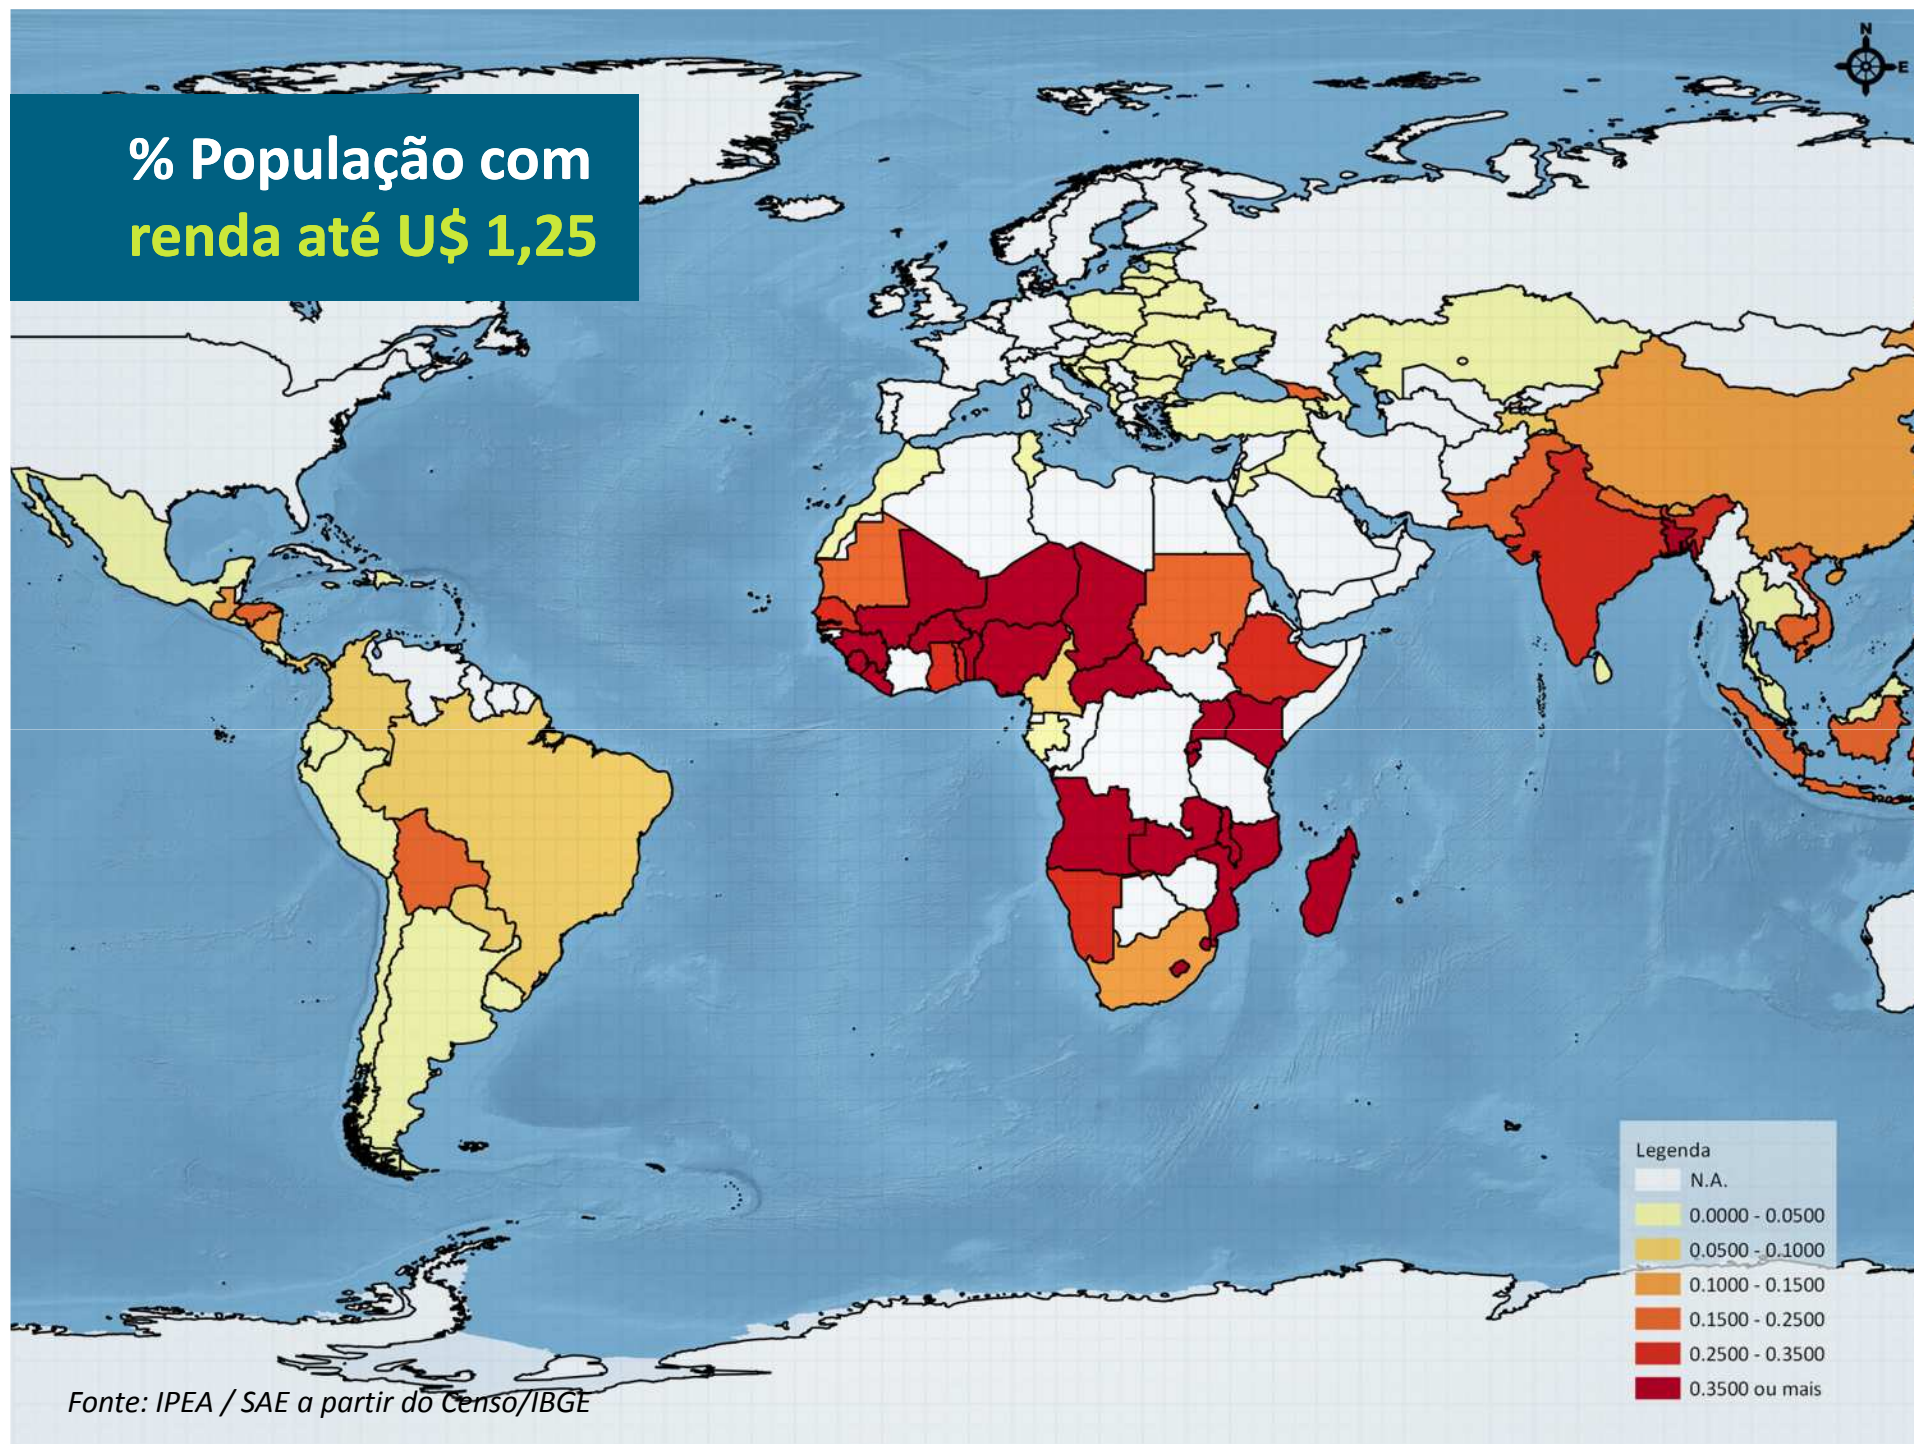 N
E
% População com
renda até U$ 1,25
Legenda
N.A.
0.0000 - 0.0500
0.0500 - 0.1000
0.1000 - 0.1500
0.1500 - 0.2500
0.2500 - 0.3500
0.3500 ou mais
Fonte: IPEA / SAE a partir do Censo/IBGE